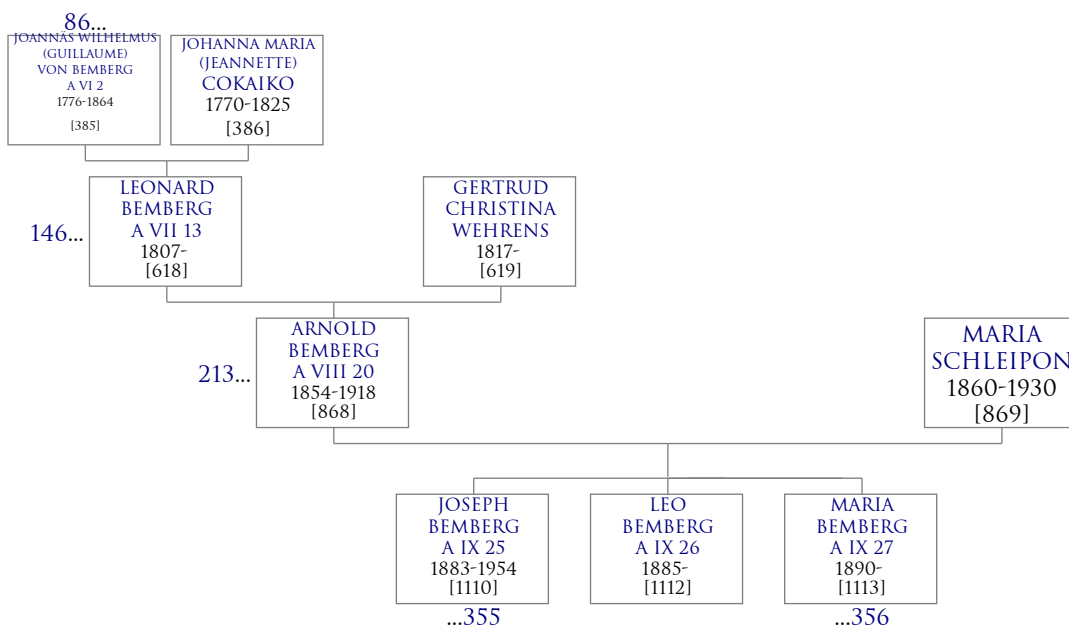 86...
JOANNÄS WILHELMUS
(GUILLAUME)
VON BEMBERG
A VI 2
1776-1864
[385]
JOHANNA MARIA
(JEANNETTE)
COKAIKO
1770-1825
[386]
146...
LEONARD
BEMBERG
A VII 13
1807-
[618]
GERTRUD
CHRISTINA
WEHRENS
1817-
[619]
213...
ARNOLD
BEMBERG
A VIII 20
1854-1918
[868]
MARIA
SCHLEIPON
1860-1930
[869]
JOSEPH
BEMBERG
A IX 25
1883-1954
[1110]
...355
LEO
BEMBERG
A IX 26
1885-
[1112]
MARIA
BEMBERG
A IX 27
1890-
[1113]
...356